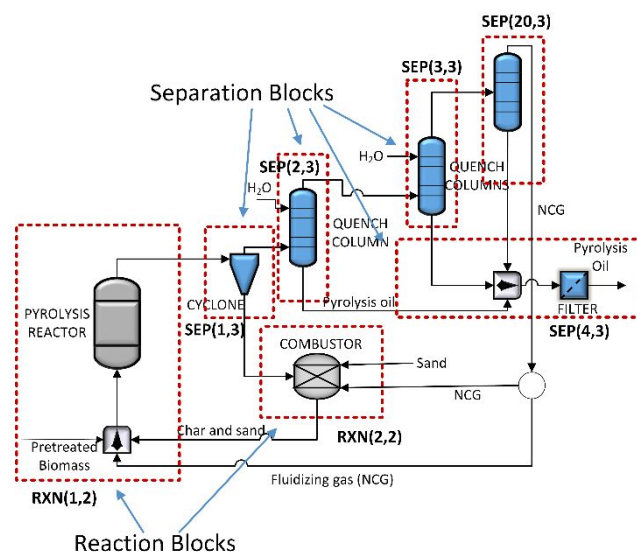 SEP(20,3)
SEP(3,3)
Separation Blocks
SEP(2,3)
H₂O
QUENCH
COLUMNS
H₂O
QUENCH
COLUMN
NCG
Pyrolysis
Oil
PYROLYSIS
REACTOR
CYCLONE
SEP(1,3)
Pyrolysis oil
FILTER
SEP(4,3)
COMBUSTOR
Sand
NCG
RXN(2,2)
Char and sand
Pretreated
Biomass
RXN(1,2)
Fluidizing gas (NCG)
Reaction Blocks